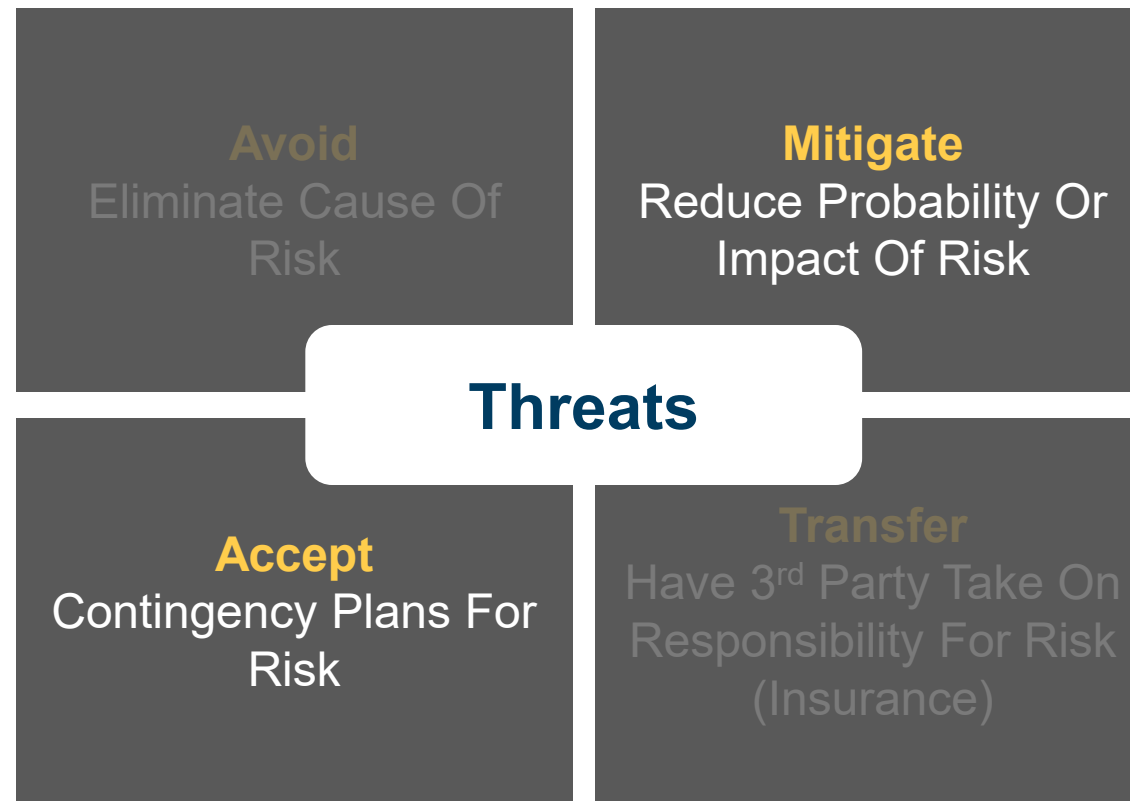 Avoid
Eliminate Cause Of
Risk
Mitigate
Reduce Probability Or
Impact Of Risk
Threats
Accept
Contingency Plans For
Risk
Transfer
Have 3rd Party Take On
Responsibility For Risk
(Insurance)